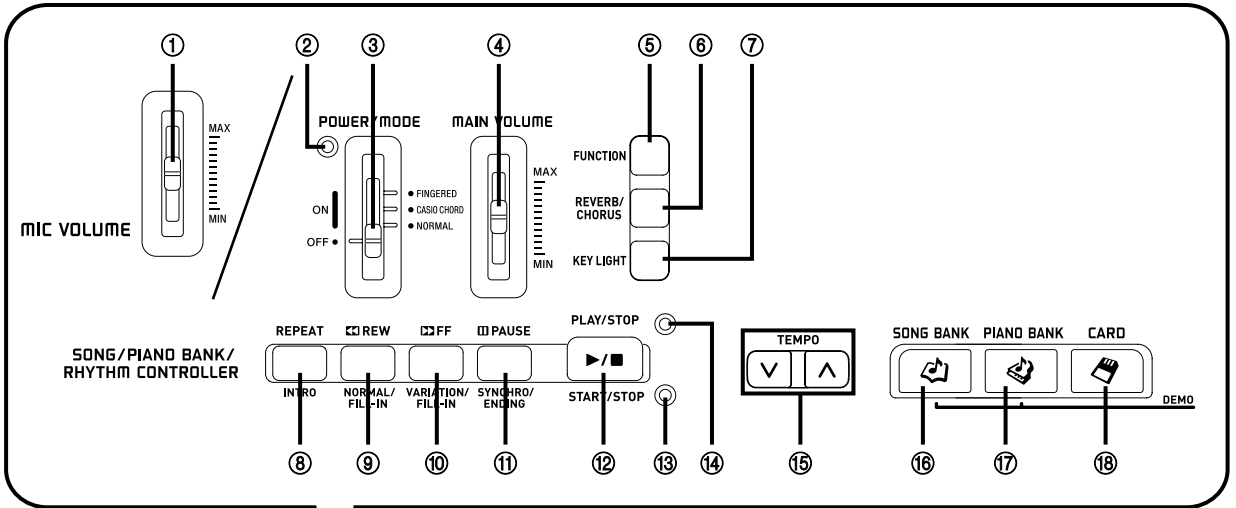 ① ② ③ ④ ⑤ ⑥ ⑦
POWER/MODE MAIN VOLUME
MAX
MIN
MIC VOLUME
ON
OFF
FINGERED
CASIO CHORD
NORMAL
MAX
MIN
FUNCTION
REVERB/
CHORUS
KEY LIGHT
SONG/PIANO BANK/
RHYTHM CONTROLLER
REPEAT REW FF PAUSE PLAY/STOP
INTRO
NORMAL/
FILL-IN
VARIATION/
FILL-IN
SYNCHRO/
ENDING
START/STOP
TEMPO
SONG BANK PIANO BANK CARD
DEMO
⑧ ⑨ ⑩ ⑪ ⑫ ⑬ ⑭ ⑮ ⑯ ⑰ ⑱